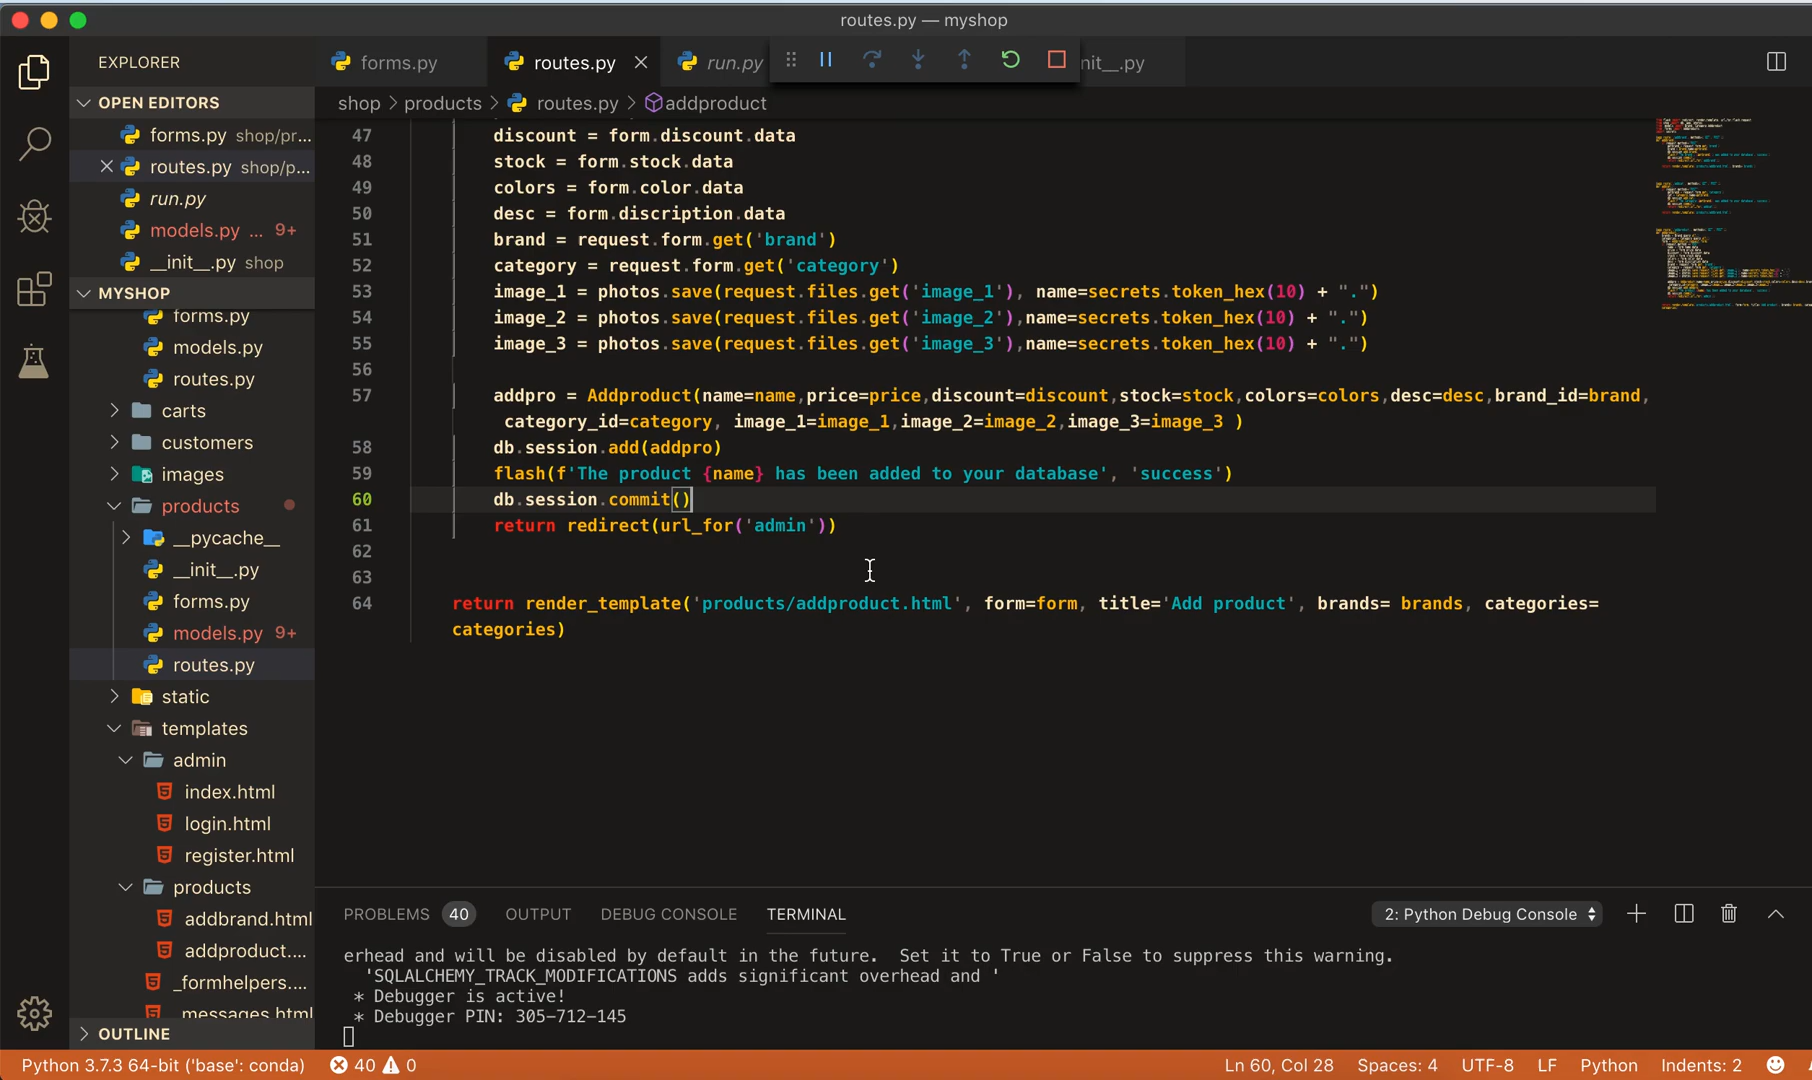 routes.py — myshop
EXPLORER
forms.py
routes.py
run.py
nit__.py
OPEN EDITORS
shop > products > routes.py > addproduct
forms.py shop/pr...
routes.py shop/p...
run.py
models.py ... 9+
__init__.py shop
MYSHOP
forms.py
models.py
routes.py
carts
customers
images
products
__pycache__
__init__.py
forms.py
models.py 9+
routes.py
static
templates
admin
index.html
login.html
register.html
products
addbrand.html
addproduct....
_formhelpers....
messages.html
OUTLINE
47 discount = form.discount.data
48 stock = form.stock.data
49 colors = form.color.data
50 desc = form.discription.data
51 brand = request.form.get('brand')
52 category = request.form.get('category')
53 image_1 = photos.save(request.files.get('image_1'), name=secrets.token_hex(10) + ".")
54 image_2 = photos.save(request.files.get('image_2'),name=secrets.token_hex(10) + ".")
55 image_3 = photos.save(request.files.get('image_3'),name=secrets.token_hex(10) + ".")
56
57 addpro = Addproduct(name=name,price=price,discount=discount,stock=stock,colors=colors,desc=desc,brand_id=brand,
category_id=category, image_1=image_1,image_2=image_2,image_3=image_3 )
58 db.session.add(addpro)
59 flash(f'The product {name} has been added to your database', 'success')
60 db.session.commit()
61 return redirect(url_for('admin'))
62
63
64 return render_template('products/addproduct.html', form=form, title='Add product', brands= brands, categories=
categories)
PROBLEMS 40 OUTPUT DEBUG CONSOLE TERMINAL 2: Python Debug Console
erhead and will be disabled by default in the future.  Set it to True or False to suppress this warning.
'SQLALCHEMY_TRACK_MODIFICATIONS adds significant overhead and '
* Debugger is active!
* Debugger PIN: 305-712-145
Python 3.7.3 64-bit ('base': conda) 40 0 Ln 60, Col 28 Spaces: 4 UTF-8 LF Python Indents: 2